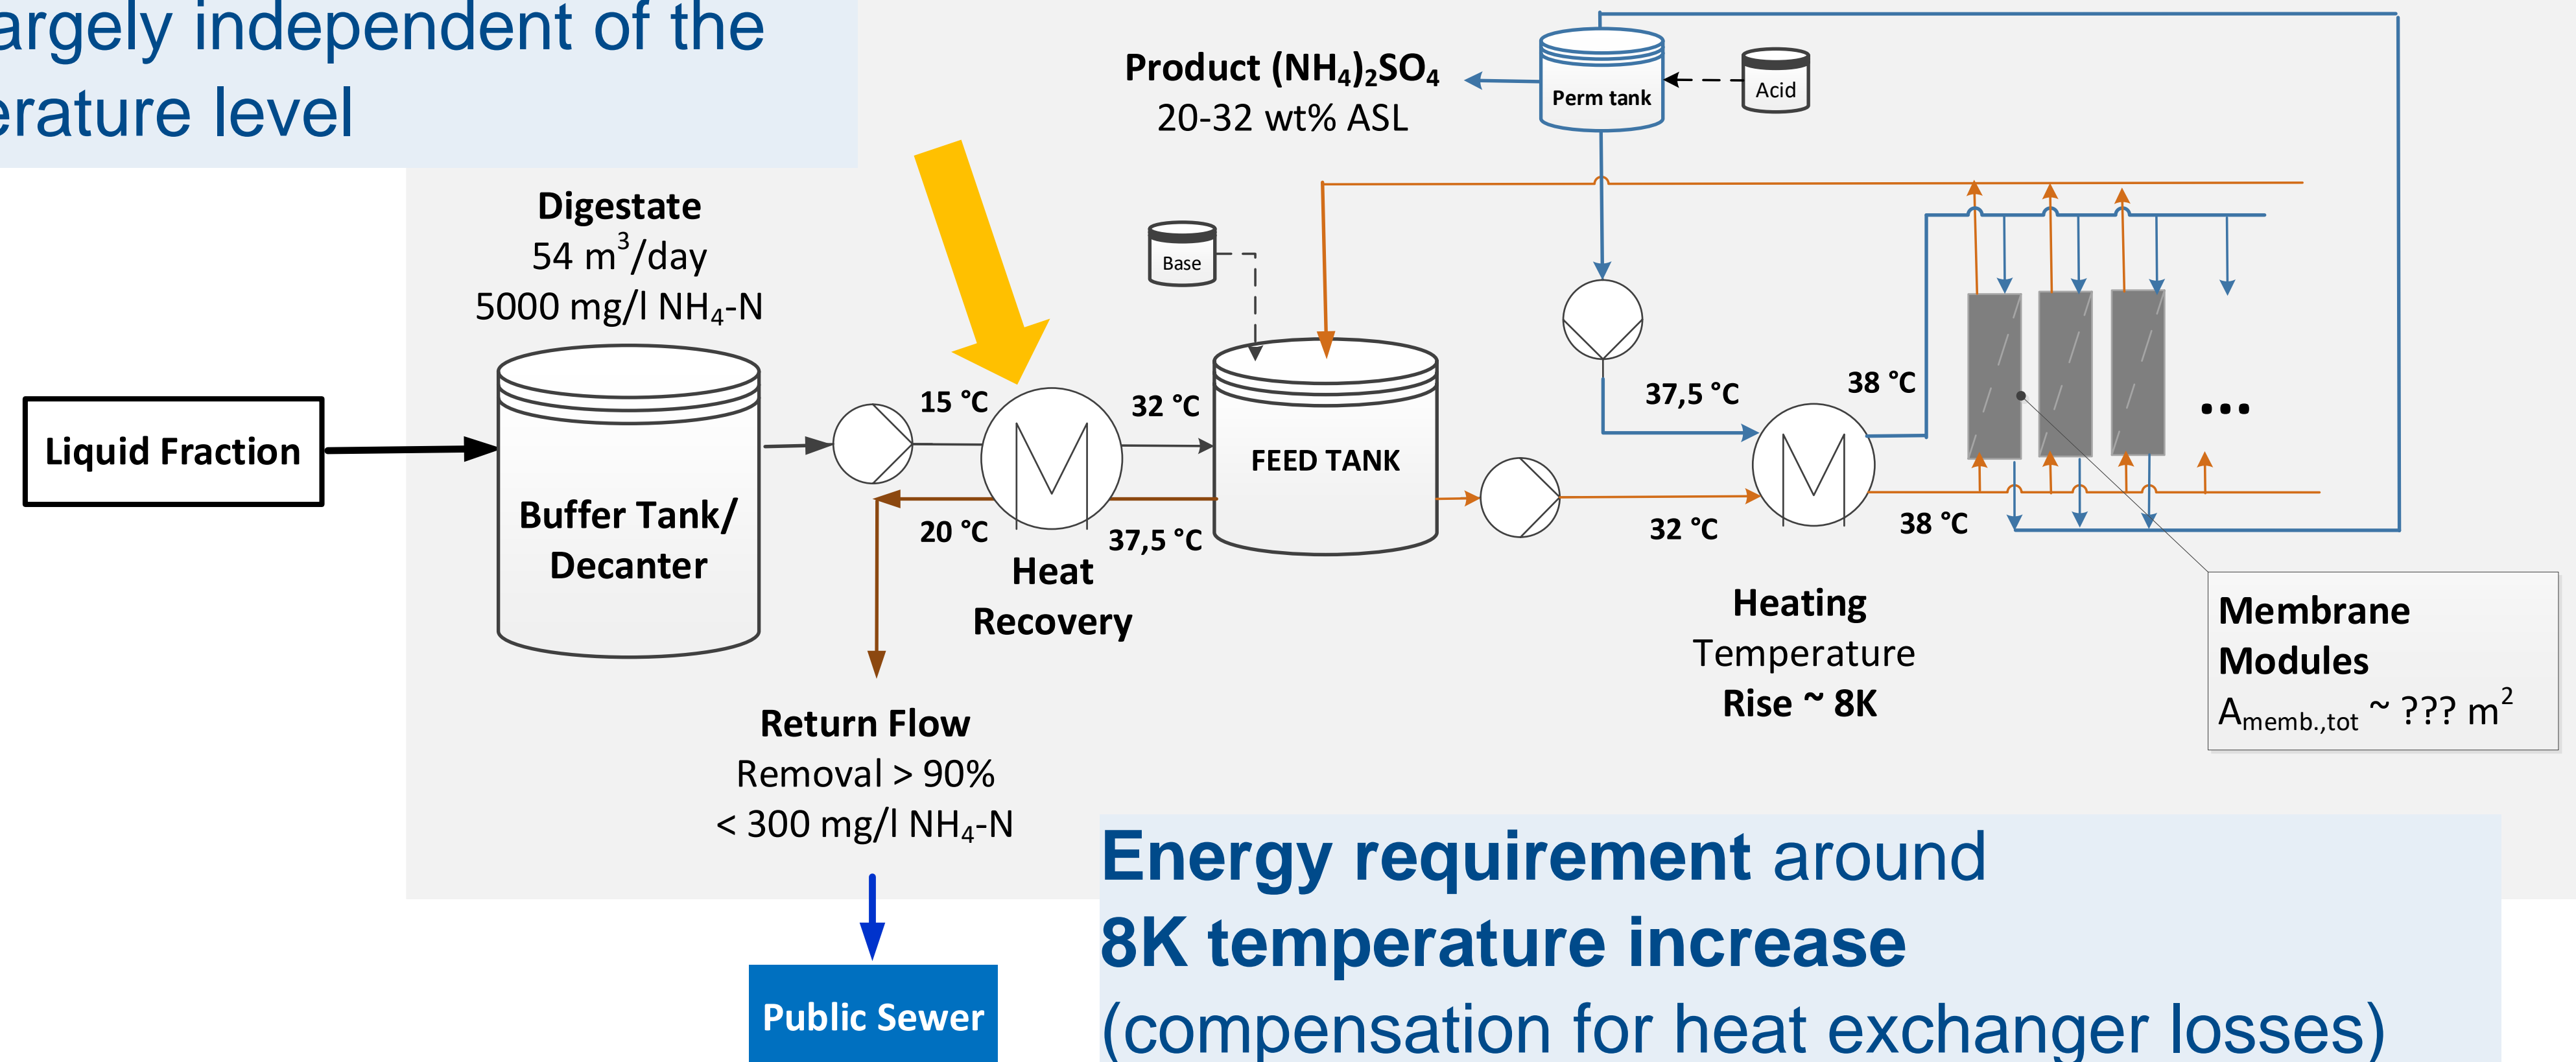 argely independent of the
erature level
Product (NH₄)₂SO₄
20-32 wt% ASL
Perm tank
Acid
Digestate
54 m³/day
5000 mg/l NH₄-N
Base
Liquid Fraction
Buffer Tank/
Decanter
15 °C
32 °C
20 °C
37,5 °C
Heat
Recovery
FEED TANK
37,5 °C
38 °C
32 °C
38 °C
...
Heating
Temperature
Rise ~ 8K
Membrane
Modules
Aₘₑₘb.,ₜₒₜ ~ ??? m²
Return Flow
Removal > 90%
< 300 mg/l NH₄-N
Public Sewer
Energy requirement around
8K temperature increase
(compensation for heat exchanger losses)